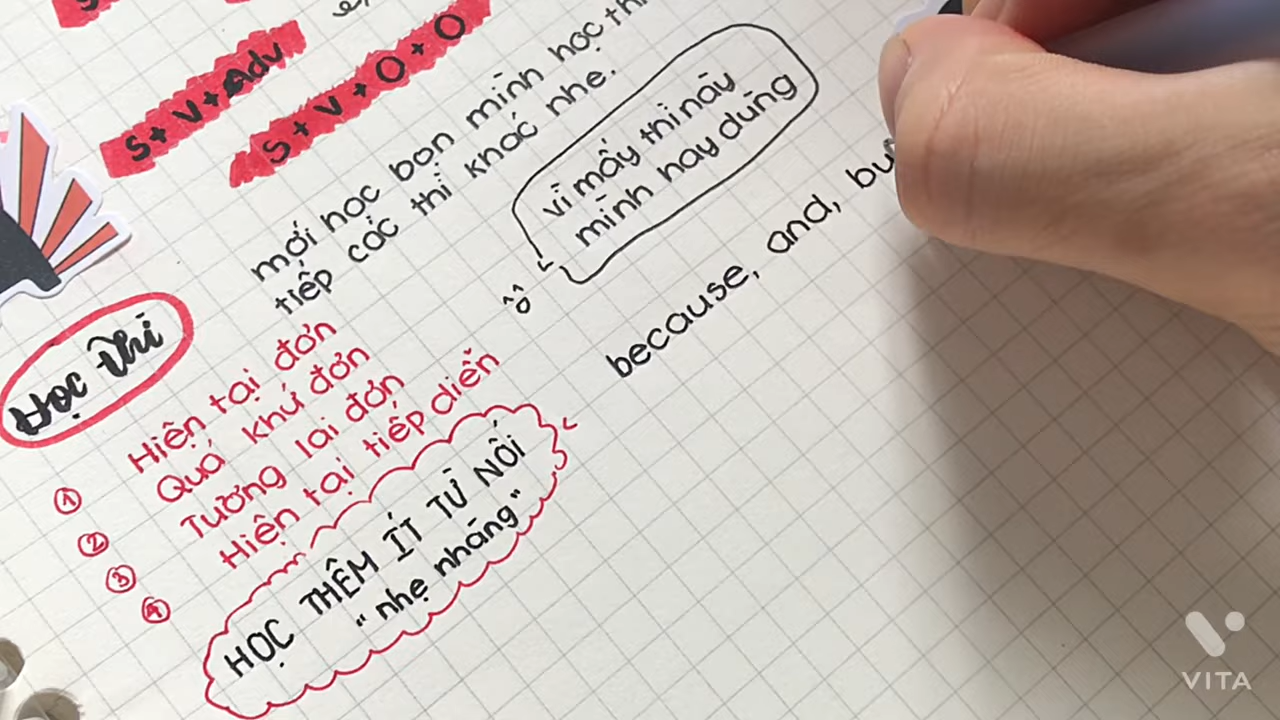 S + V + Adv
S + V + O + O
mới học bọn mình học
tiếp các thì khác nhe.
vì mấy thì này
mình hay dùng
Học Thì
① Hiện tại đơn
② Quá khứ đơn
③ Tương lai đơn
④ Hiện tại tiếp diễn
HỌC THÊM ÍT TỪ NỐI
"nhẹ nhàng"
because, and, bu
VITA